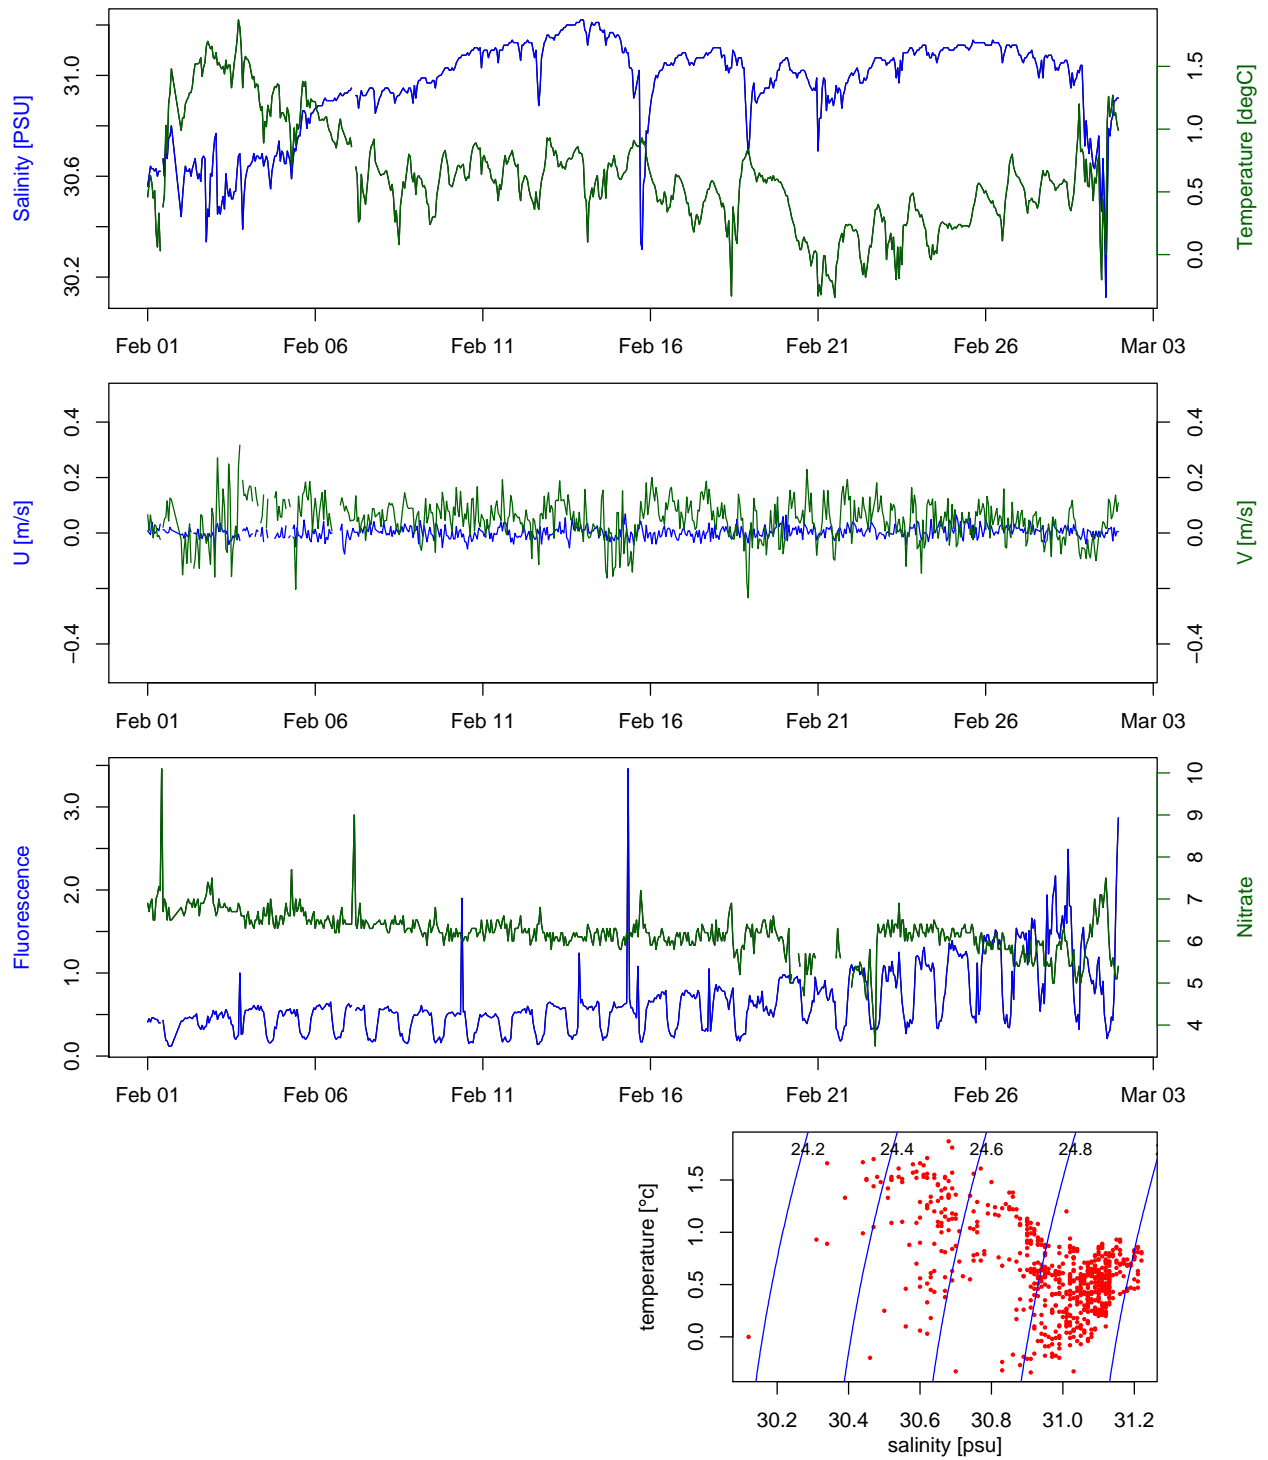 Salinity [PSU]
30.2 30.6 31.0
Temperature [degC]
0.0 0.5 1.0 1.5
Feb 01 Feb 06 Feb 11 Feb 16 Feb 21 Feb 26 Mar 03
U [m/s]
−0.4 0.0 0.2 0.4
V [m/s]
−0.4 0.0 0.2 0.4
Feb 01 Feb 06 Feb 11 Feb 16 Feb 21 Feb 26 Mar 03
Fluorescence
0.0 1.0 2.0 3.0
Nitrate
4 5 6 7 8 9 10
Feb 01 Feb 06 Feb 11 Feb 16 Feb 21 Feb 26 Mar 03
temperature [°c]
0.0 0.5 1.0 1.5
24.2 24.4 24.6 24.8
30.2 30.4 30.6 30.8 31.0 31.2
salinity [psu]